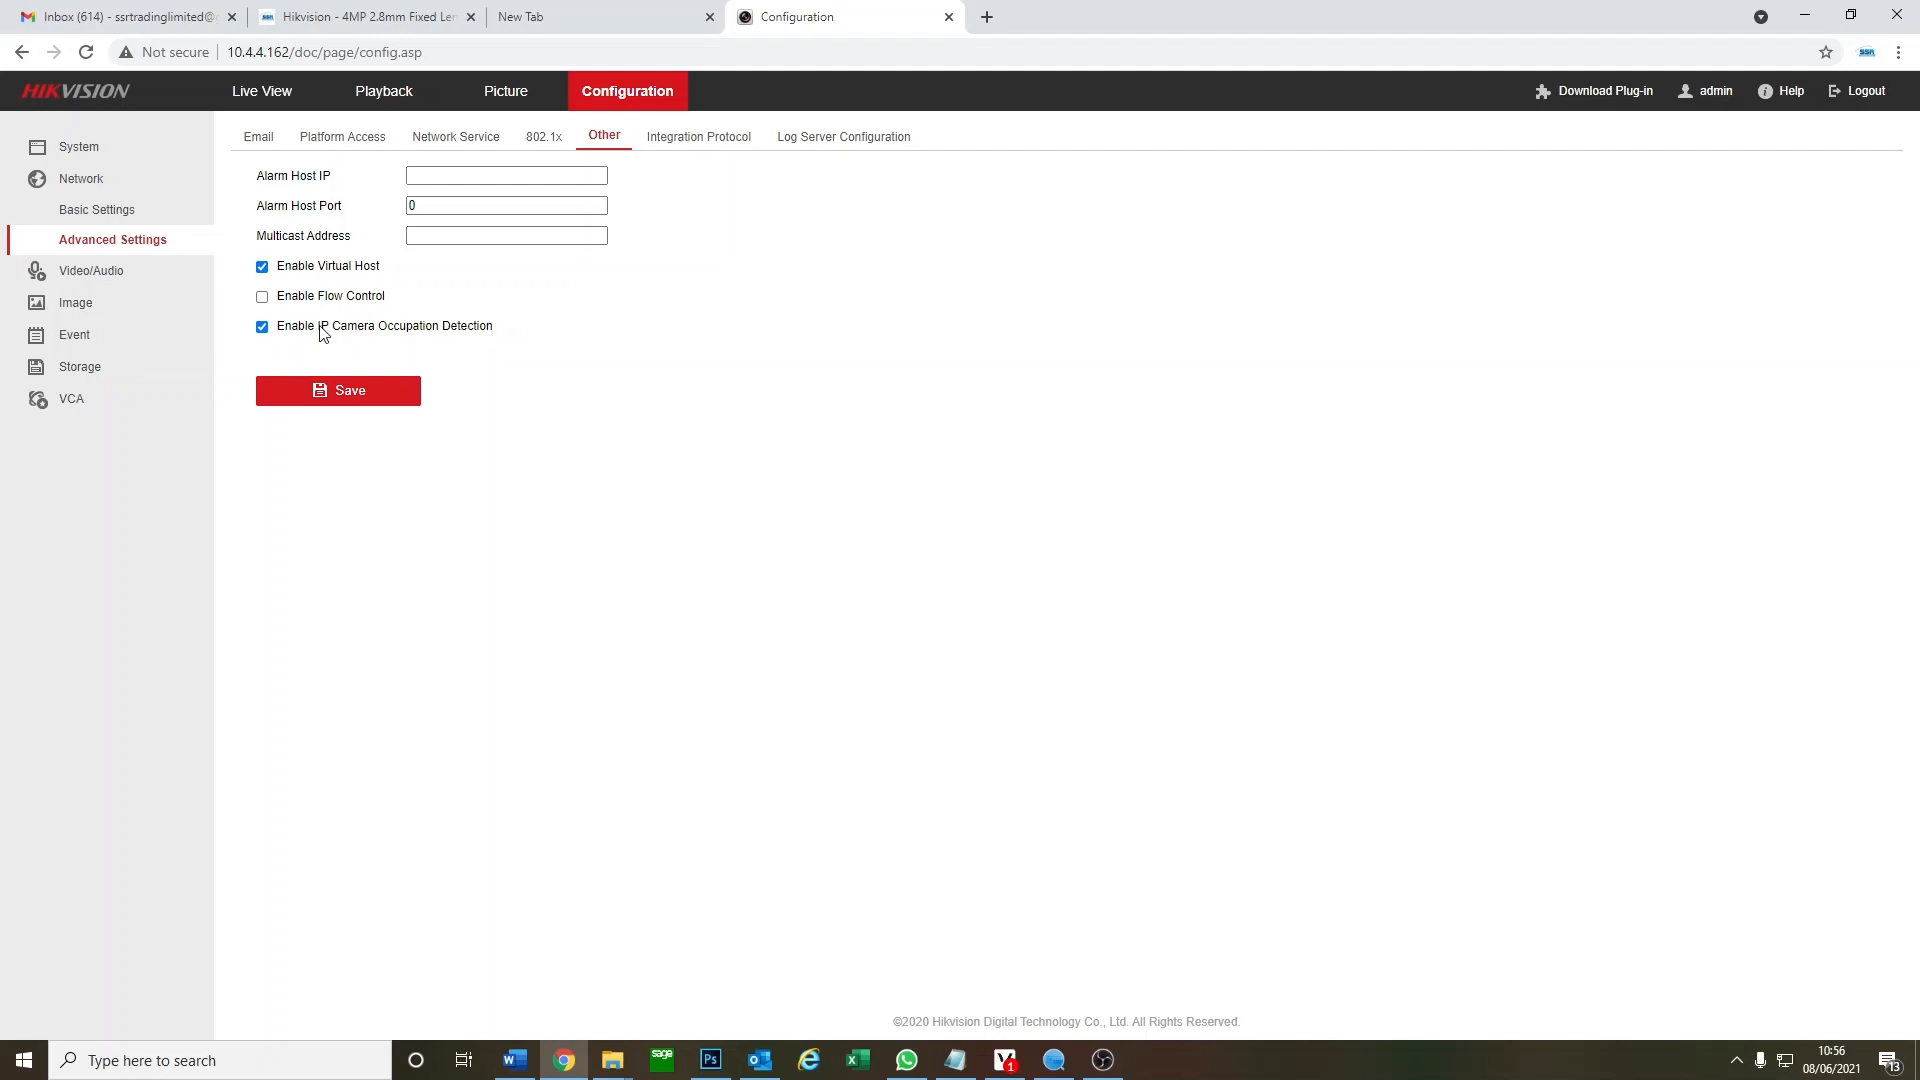 Inbox (614) - ssrtradinglimited@
Hikvision - 4MP 2.8mm Fixed Len
New Tab
Configuration
Not secure
10.4.4.162/doc/page/config.asp
HIKVISION
Live View
Playback
Picture
Configuration
Download Plug-in
admin
Help
Logout
System
Network
Basic Settings
Advanced Settings
Video/Audio
Image
Event
Storage
VCA
Email
Platform Access
Network Service
802.1x
Other
Integration Protocol
Log Server Configuration
Alarm Host IP
Alarm Host Port
0
Multicast Address
Enable Virtual Host
Enable Flow Control
Enable IP Camera Occupation Detection
Save
©2020 Hikvision Digital Technology Co., Ltd. All Rights Reserved.
Type here to search
sage
Ps
1
10:56
08/06/2021
13